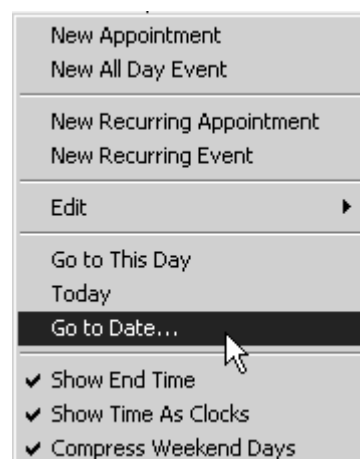 New Appointment
New All Day Event
New Recurring Appointment
New Recurring Event
Edit
Go to This Day
Today
Go to Date...
Show End Time
Show Time As Clocks
Compress Weekend Days